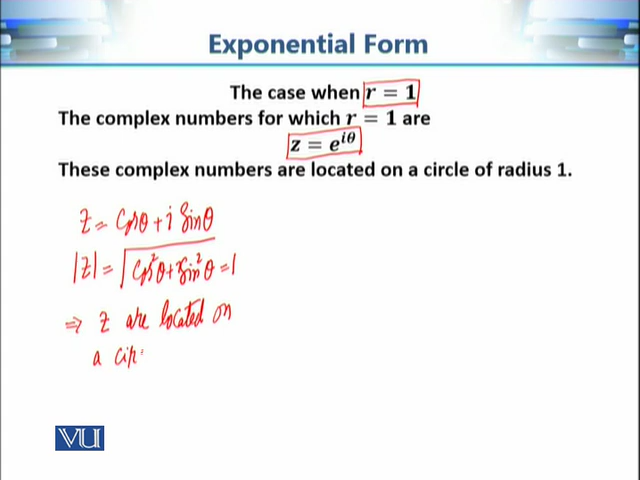 Exponential Form
The case when r = 1
The complex numbers for which r = 1 are
z = e^{iθ}
These complex numbers are located on a circle of radius 1.
z = Cosθ + i Sinθ
|z| = √(Cos²θ + Sin²θ) = 1
⇒ z are located on
a cir
VU